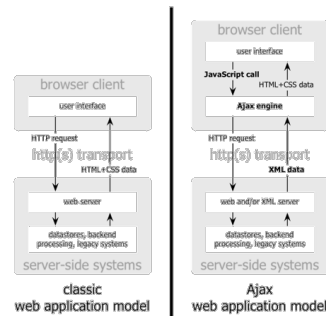 browser client
user interface
HTTP request
http(s) transport
HTML+CSS data
web server
datastores, backend
processing, legacy systems
server-side systems
classic
web application model
browser client
user interface
JavaScript call
HTML+CSS data
Ajax engine
HTTP request
http(s) transport
XML data
web and/or XML server
datastores, backend
processing, legacy systems
server-side systems
Ajax
web application model